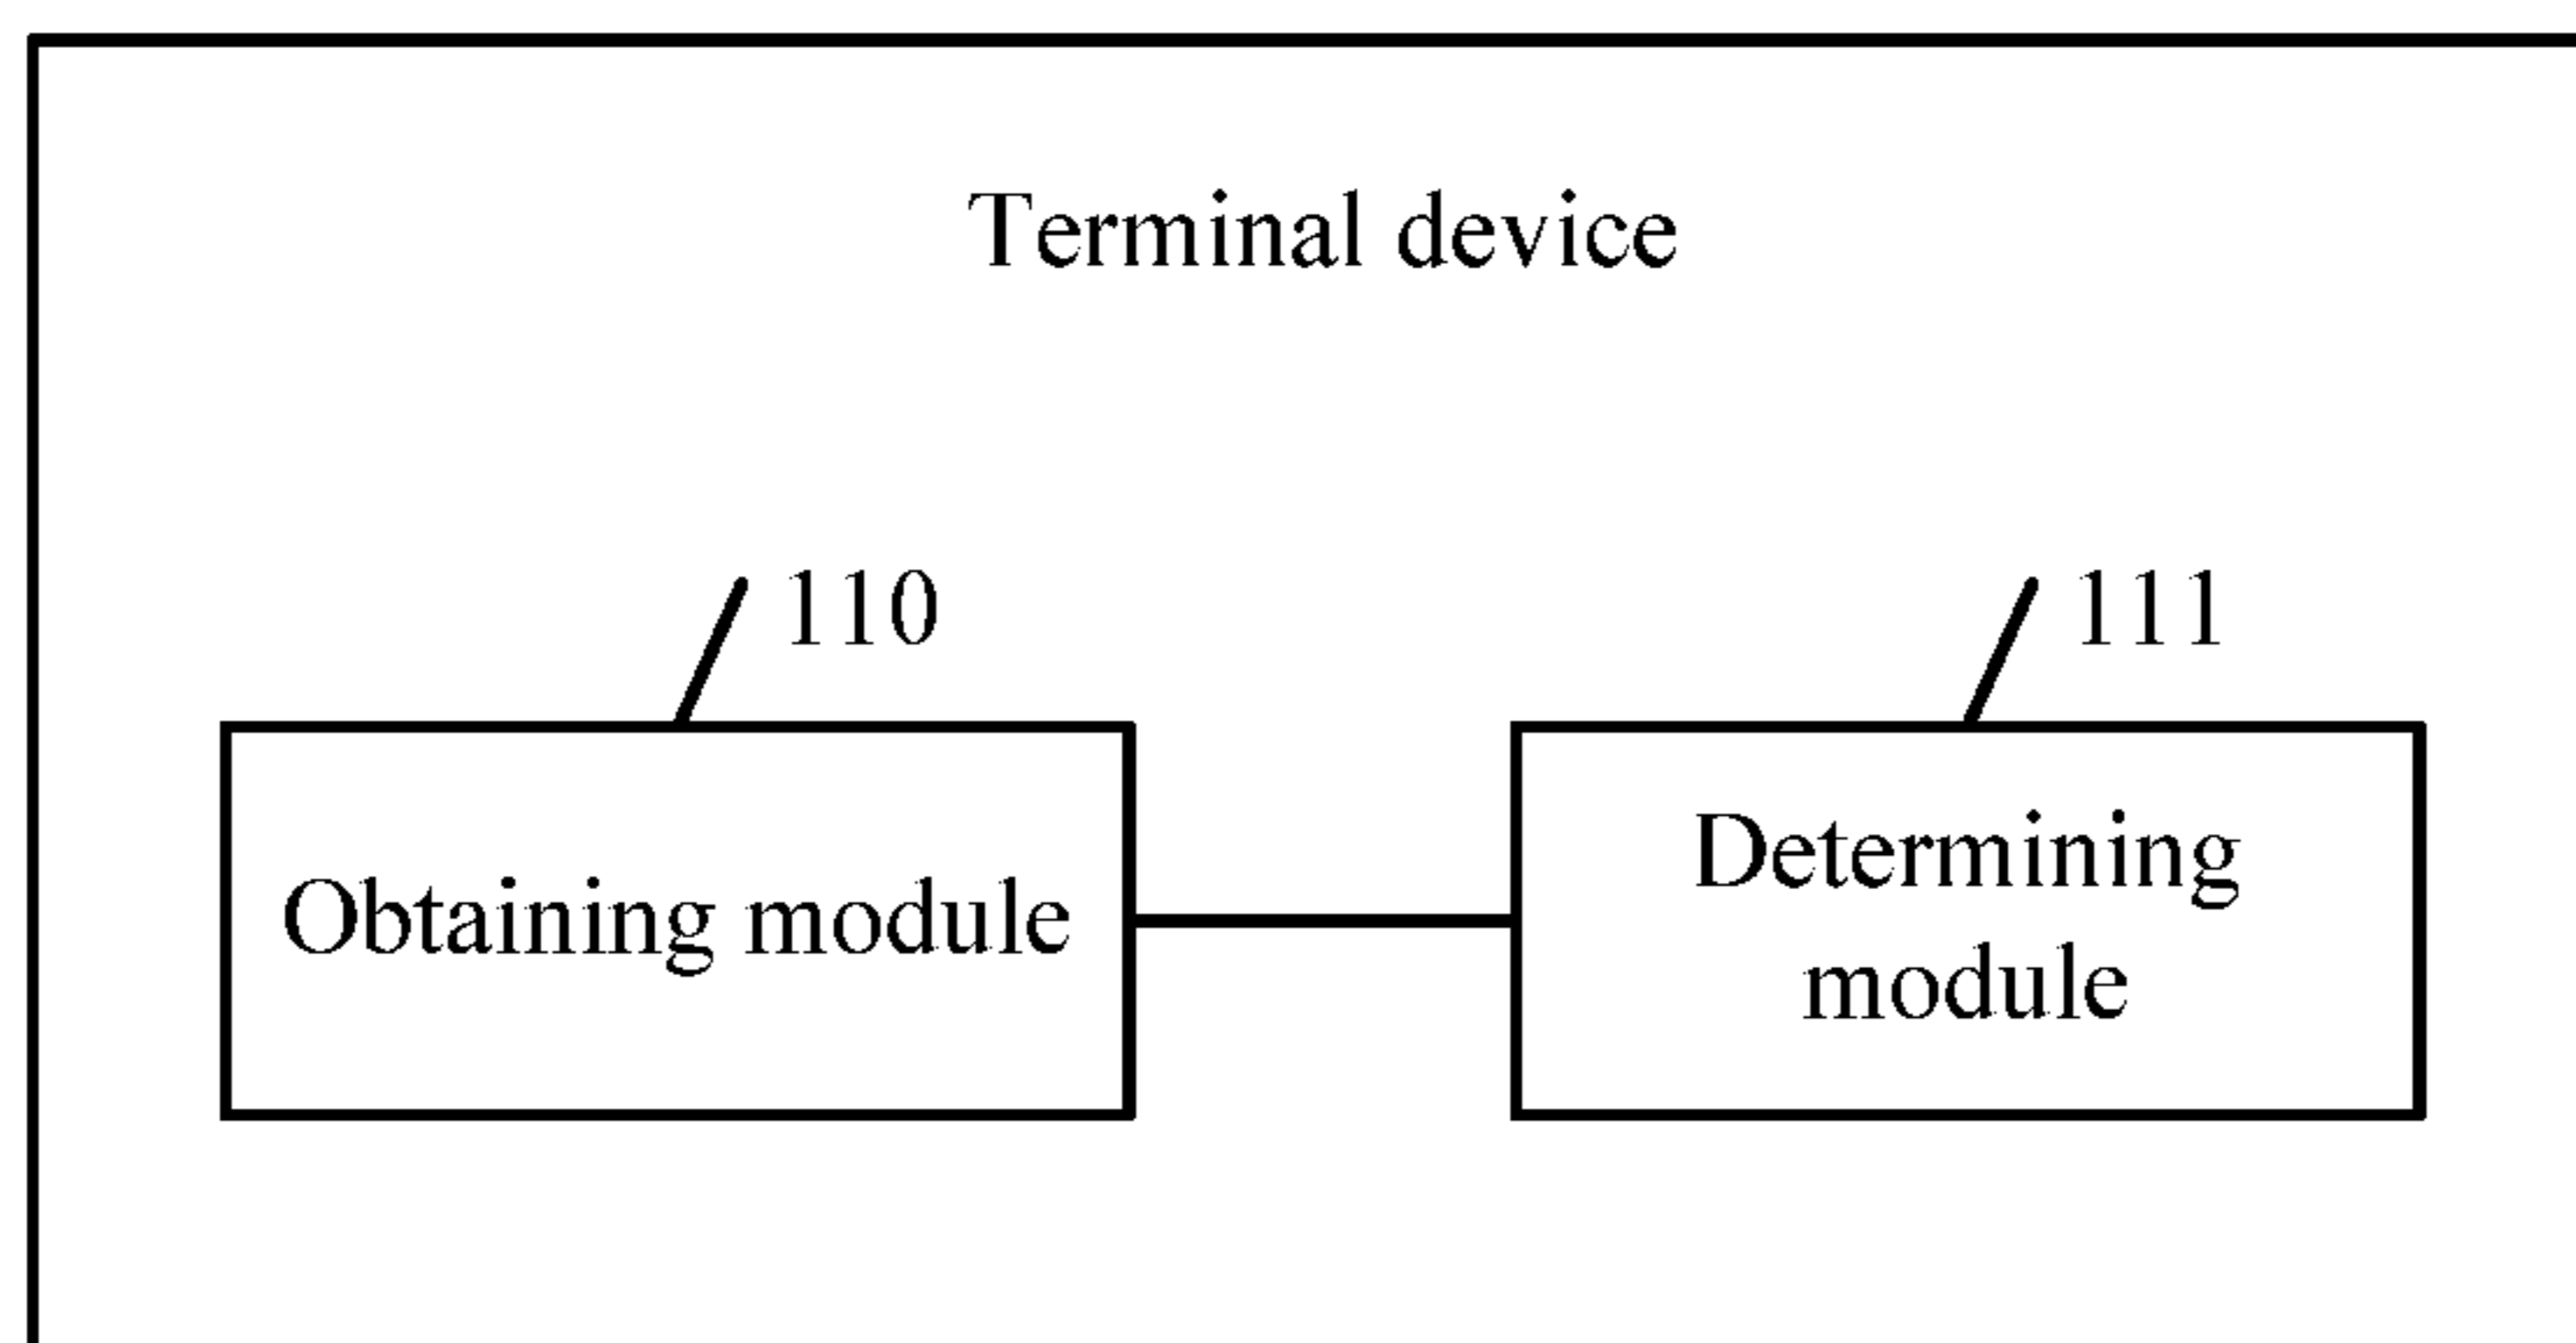 Terminal device
110
111
Obtaining module
Determining
module